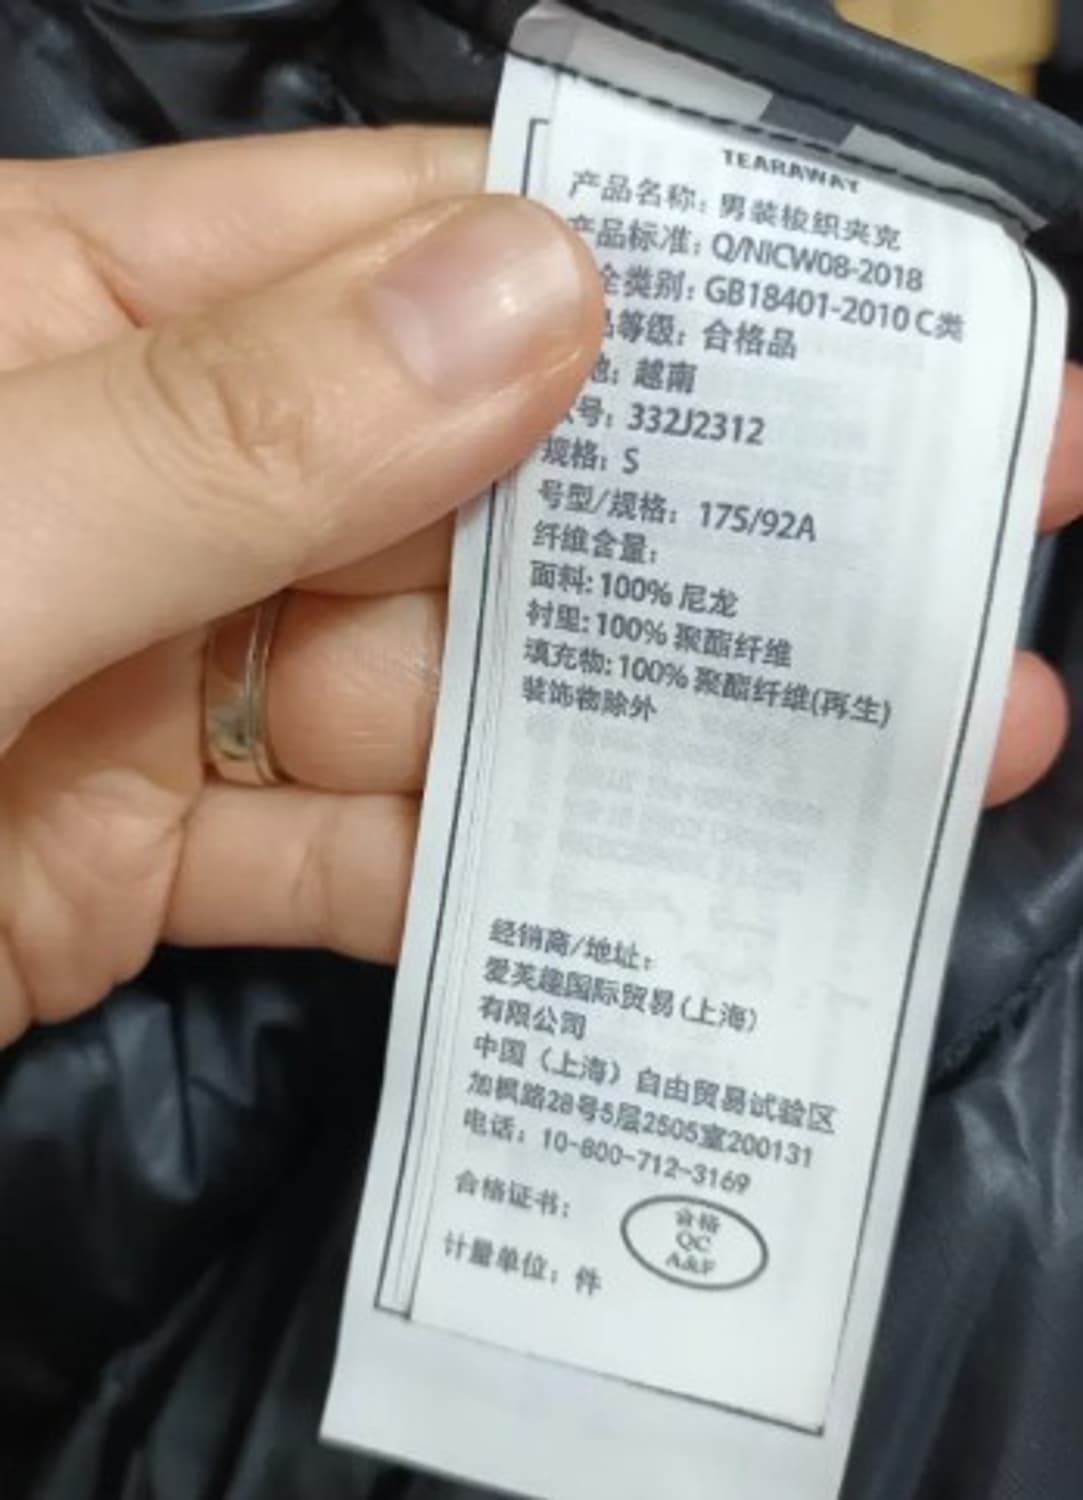 TEARAWAY
产品名称：男装梭织夹克
产品标准：Q/NICW08-2018
全类别：GB18401-2010 C类
品等级：合格品
地：越南
号：332J2312
规格：S
号型/规格：175/92A
纤维含量：
面料:100% 尼龙
衬里:100% 聚酯纤维
填充物:100% 聚酯纤维(再生)
装饰物除外
经销商/地址：
爱芙趣国际贸易(上海)
有限公司
中国（上海）自由贸易试验区
加枫路28号5层2505室200131
电话：10-800-712-3169
合格证书：
合格
QC
A&F
计量单位：件